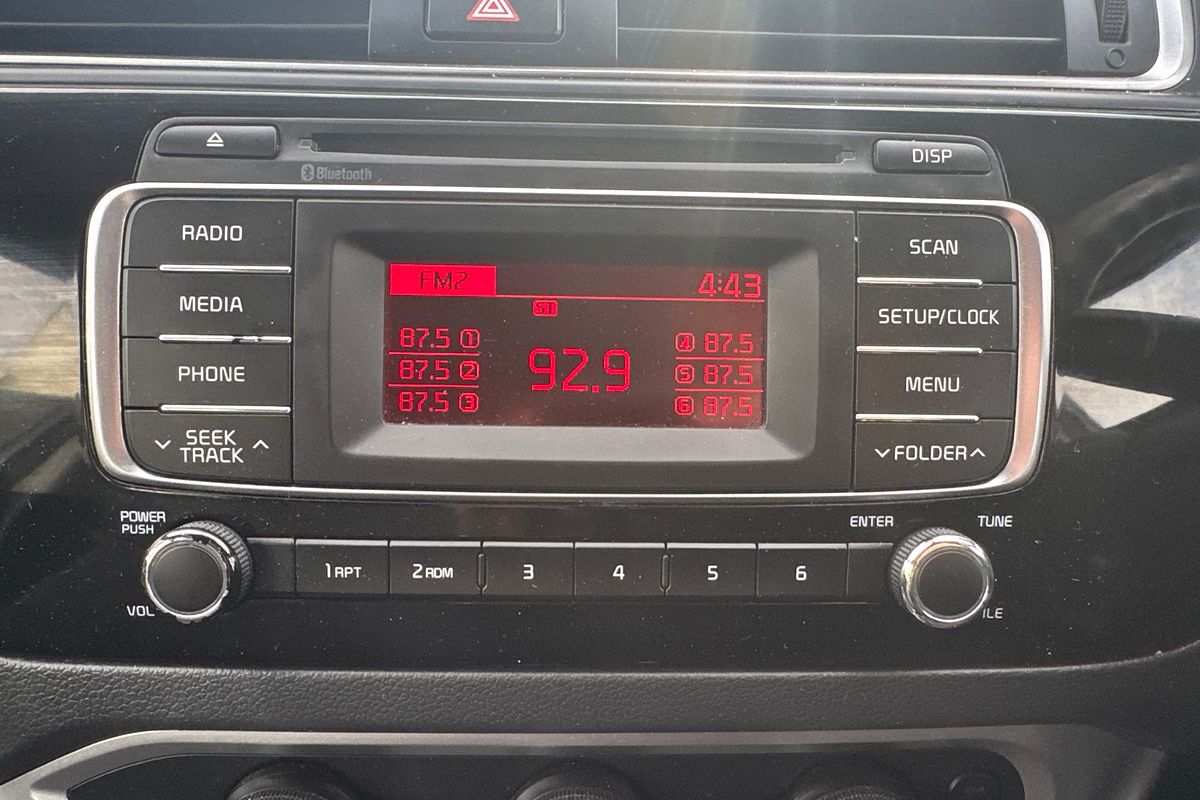 DISP
Bluetooth
RADIO
MEDIA
PHONE
SEEK
TRACK
FM2
4:43
ST
87.5 1
87.5 2
87.5 3
92.9
4 87.5
5 87.5
6 87.5
SCAN
SETUP/CLOCK
MENU
FOLDER
POWER
PUSH
VOL
1 RPT
2 RDM
3
4
5
6
ENTER
TUNE